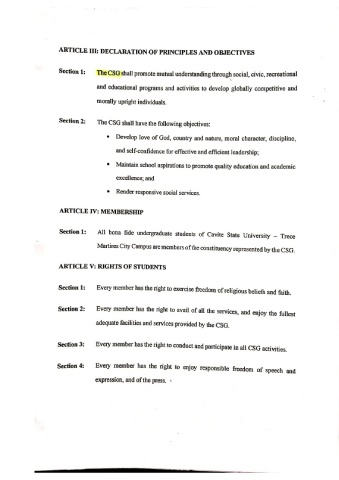 ARTICLE III: DECLARATION OF PRINCIPLES AND OBJECTIVES
Section 1: The CSG shall promote mutual understanding through social, civic, recreational
and educational programs and activities to develop globally competitive and
morally upright individuals.
Section 2: The CSG shall have the following objectives:
• Develop love of God, country and nature, moral character, discipline,
and self-confidence for effective and efficient leadership;
• Maintain school aspirations to promote quality education and academic
excellence; and
• Render responsive social services.
ARTICLE IV: MEMBERSHIP
Section 1: All bona fide undergraduate students of Cavite State University – Trece
Martires City Campus are members of the constituency represented by the CSG.
ARTICLE V: RIGHTS OF STUDENTS
Section 1: Every member has the right to exercise freedom of religious beliefs and faith.
Section 2: Every member has the right to avail of all the services, and enjoy the fullest
adequate facilities and services provided by the CSG.
Section 3: Every member has the right to conduct and participate in all CSG activities.
Section 4: Every member has the right to enjoy responsible freedom of speech and
expression, and of the press.